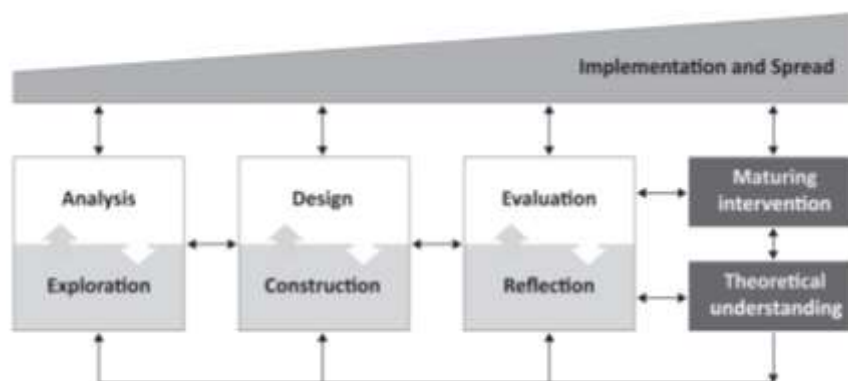 Implementation and Spread
Analysis
Design
Evaluation
Maturing
intervention
Exploration
Construction
Reflection
Theoretical
understanding